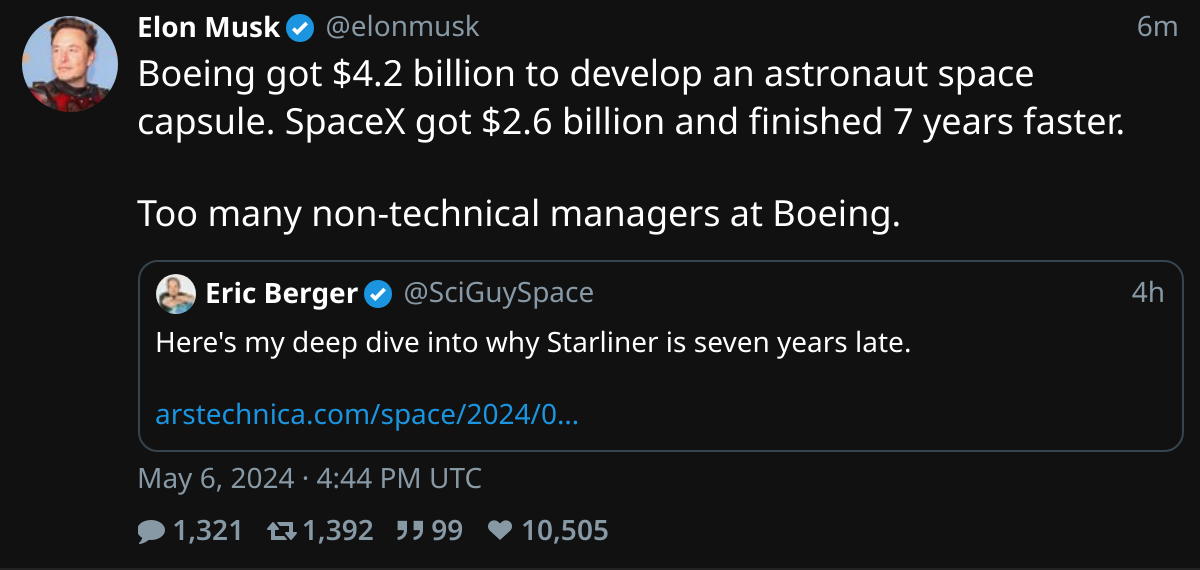 Elon Musk @elonmusk 6m
Boeing got $4.2 billion to develop an astronaut space
capsule. SpaceX got $2.6 billion and finished 7 years faster.
Too many non-technical managers at Boeing.
Eric Berger @SciGuySpace 4h
Here's my deep dive into why Starliner is seven years late.
arstechnica.com/space/2024/0...
May 6, 2024 · 4:44 PM UTC
1,321 1,392 99 10,505